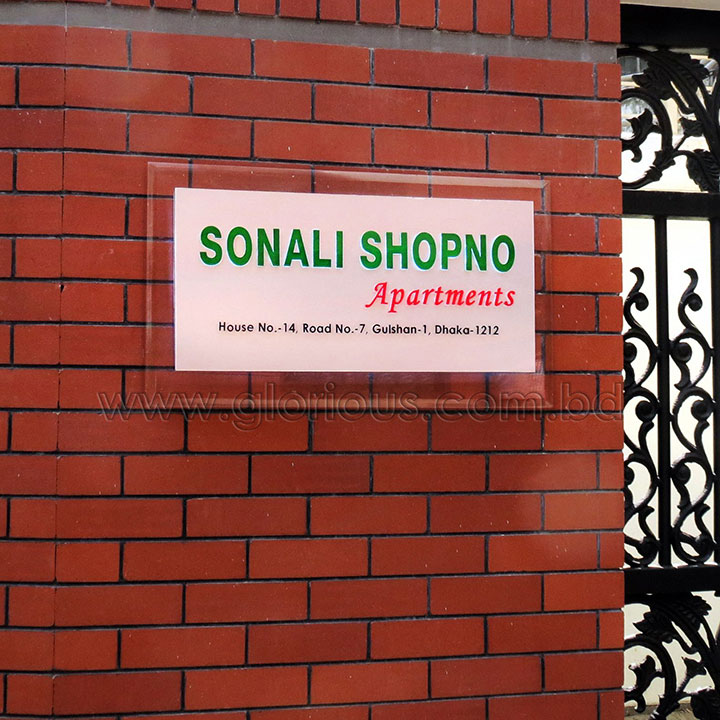 SONALI SHOPNO
Apartments
House No.-14, Road No.-7, Gulshan-1, Dhaka-1212
www.glorious.com.bd